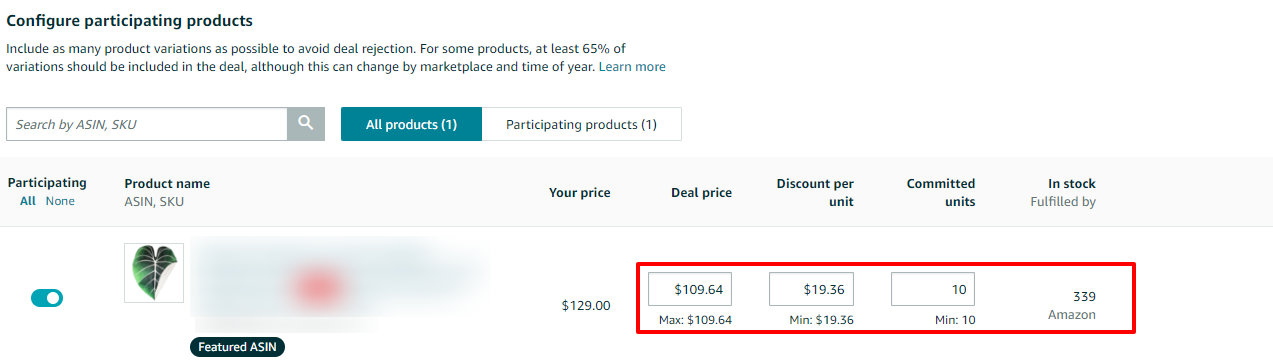 Configure participating products
Include as many product variations as possible to avoid deal rejection. For some products, at least 65% of
variations should be included in the deal, although this can change by marketplace and time of year. Learn more
Search by ASIN, SKU
All products (1)
Participating products (1)
Participating
All None
Product name
ASIN, SKU
Your price
Deal price
Discount per
unit
Committed
units
In stock
Fulfilled by
$129.00
$109.64
Max: $109.64
$19.36
Min: $19.36
10
Min: 10
339
Amazon
Featured ASIN